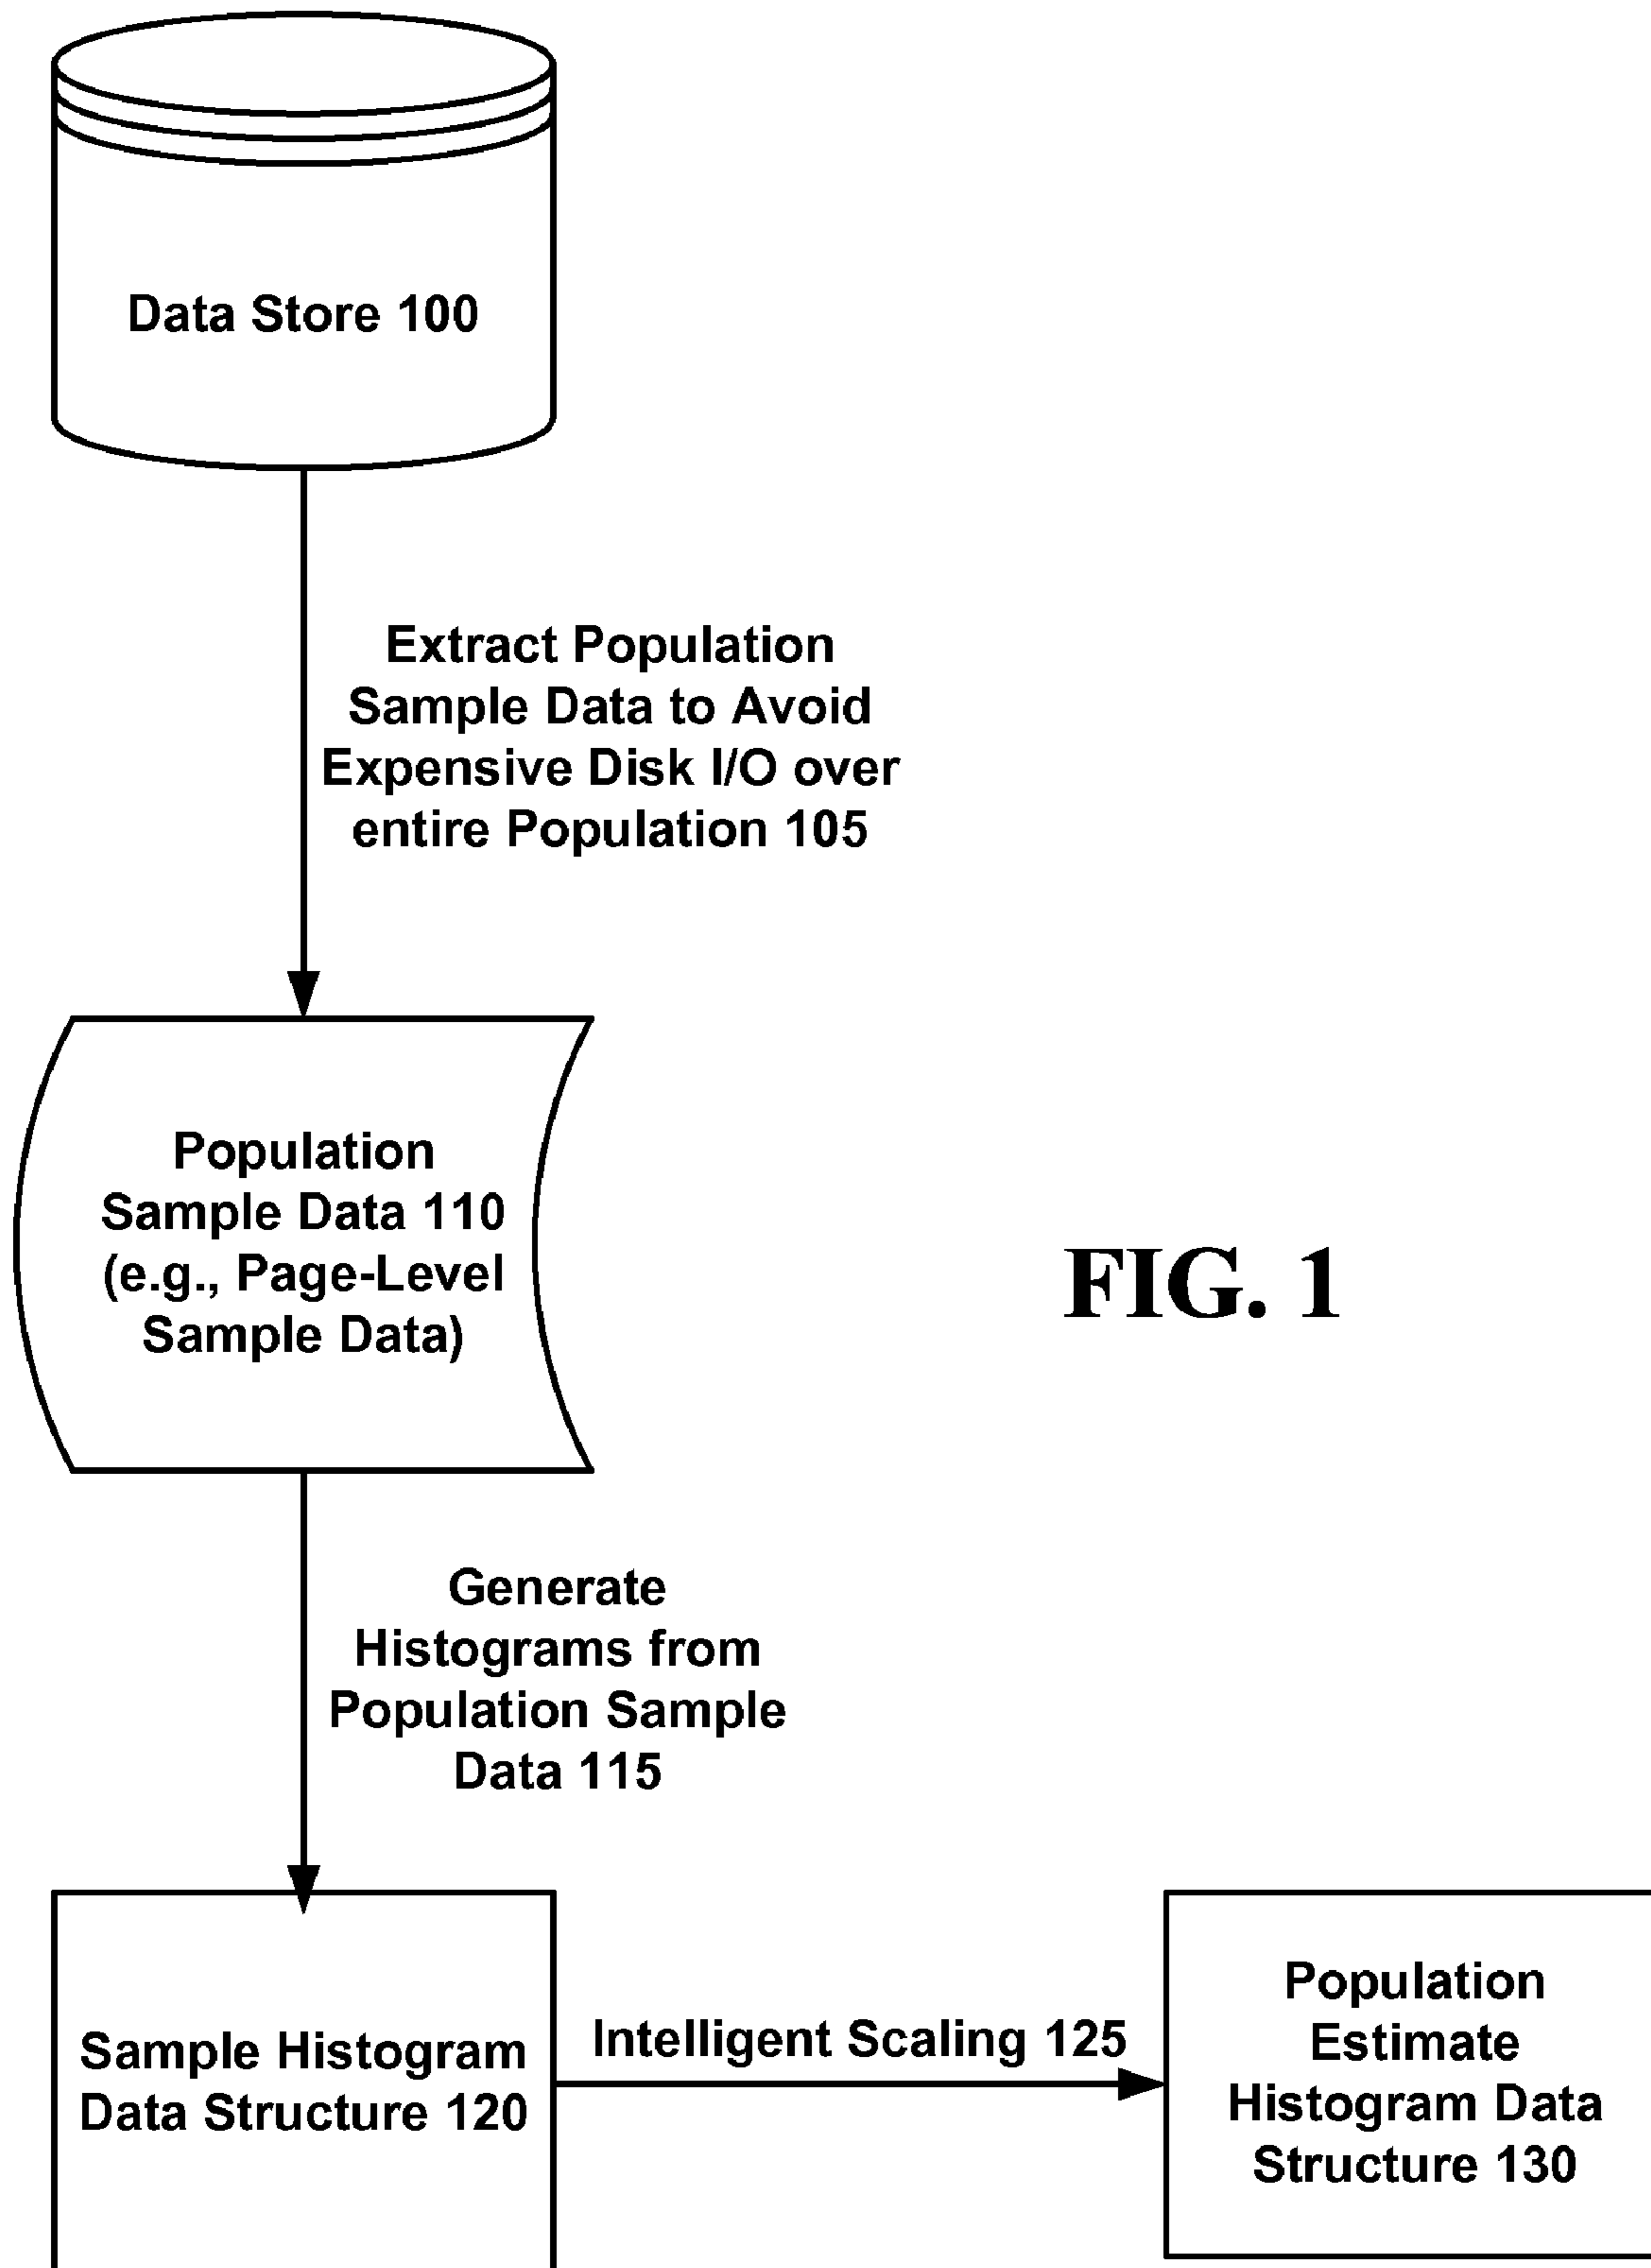 Data Store 100
Extract Population
Sample Data to Avoid
Expensive Disk I/O over
entire Population 105
Population
Sample Data 110
(e.g., Page-Level
Sample Data)
FIG. 1
Generate
Histograms from
Population Sample
Data 115
Sample Histogram
Data Structure 120
Intelligent Scaling 125
Population
Estimate
Histogram Data
Structure 130